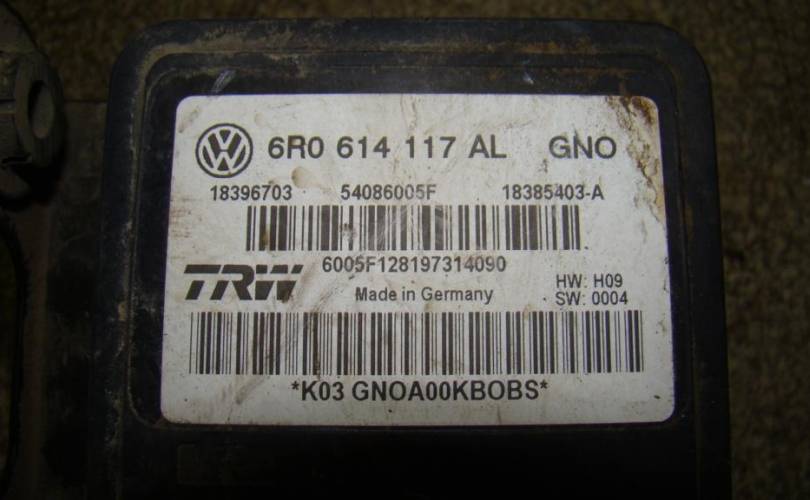 6R0 614 117 AL GNO
18396703 54086005F 18385403-A
6005F128197314090
TRW Made in Germany HW: H09
SW: 0004
*K03 GNOA00KBOBS*